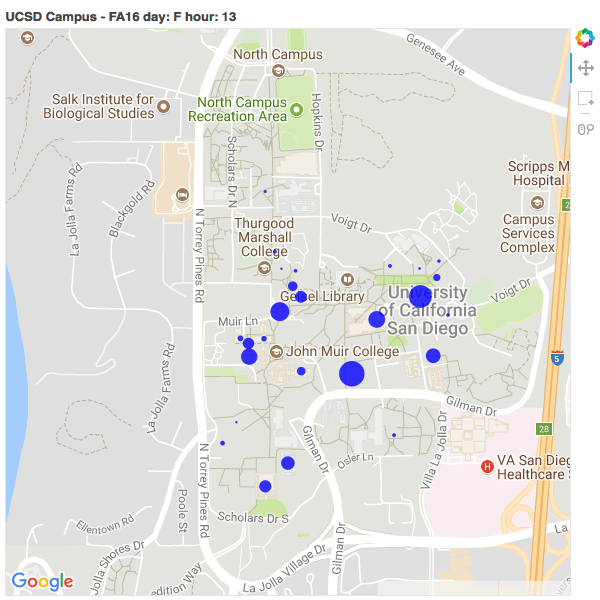 UCSD Campus - FA16 day: F hour: 13
Genesee Ave
North Campus
Salk Institute for
Biological Studies
North Campus
Recreation Area
Hopkins Dr
Scholars Dr N
La Jolla Farms Rd
Blackgold Rd
Scripps M
Hospital
2
Campus
Services
Complex
N Torrey Pines Rd
Thurgood
Marshall
College
Voigt Dr
Geisel Library
University
of California
San Diego
Voigt Dr
Muir Ln
John Muir College
5
La Jolla Farms Rd
Gilman Dr
Gilman Dr
28
Villa La Jolla Dr
Osler Ln
H
VA San Dieg
Healthcare S
N Torrey Pines Rd
Poole St
Ellentown Rd
Scholars Dr S
La Jolla Shores Dr
Gilman Dr
La
La Jolla Village Dr
edition Way
Google